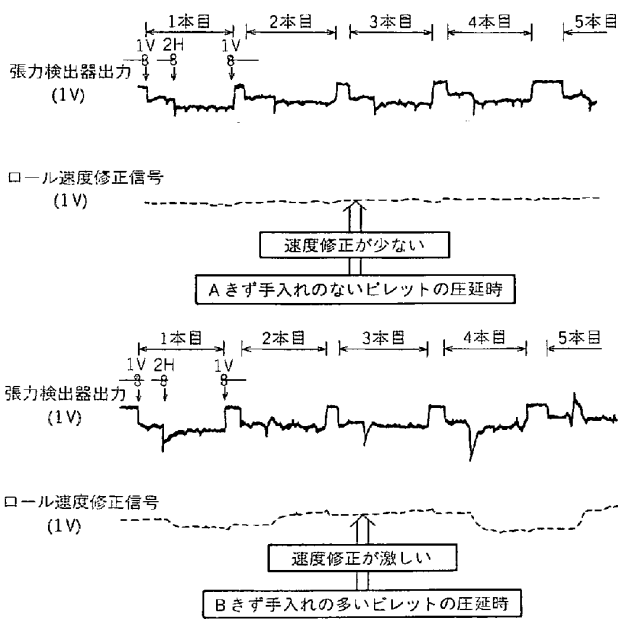 1本目 2本目 3本目 4本目 5本目
1V 2H 1V
張力検出器出力
(1V)
ロール速度修正信号
(1V)
速度修正が少ない
Aきず手入れのないビレットの圧延時
1本目 2本目 3本目 4本目 5本目
1V 2H 1V
張力検出器出力
(1V)
ロール速度修正信号
(1V)
速度修正が激しい
Bきず手入れの多いビレットの圧延時